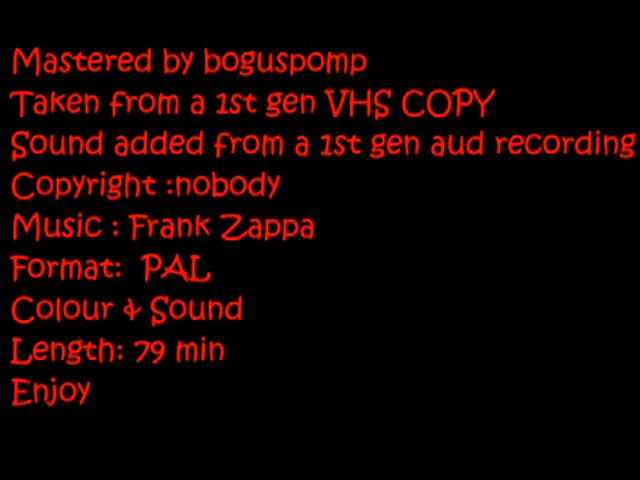 Mastered by boguspomp
Taken from a 1st gen VHS COPY
Sound added from a 1st gen aud recording
Copyright :nobody
Music : Frank Zappa
Format:  PAL
Colour & Sound
Length: 79 min
Enjoy